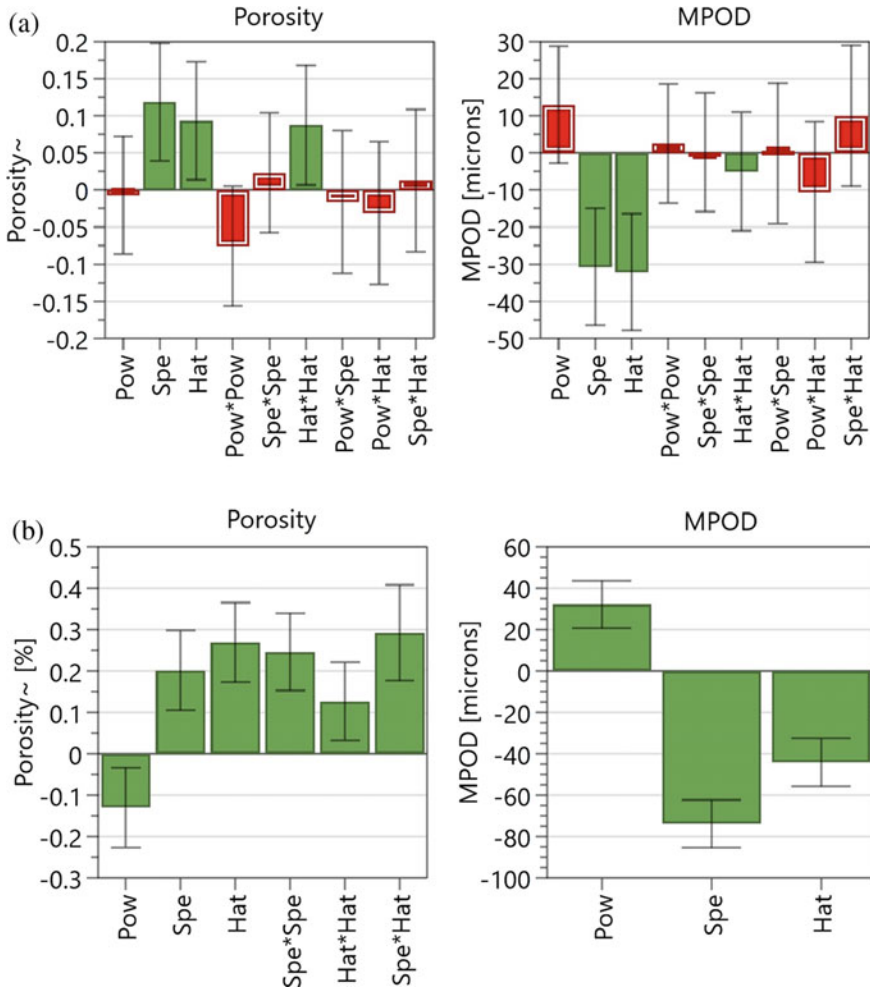 (a)
Porosity
Porosity~
0.2
0.15
0.1
0.05
0
-0.05
-0.1
-0.15
-0.2
Pow
Spe
Hat
Pow*Pow
Spe*Spe
Hat*Hat
Pow*Spe
Pow*Hat
Spe*Hat
MPOD
MPOD [microns]
30
20
10
0
-10
-20
-30
-40
-50
Pow
Spe
Hat
Pow*Pow
Spe*Spe
Hat*Hat
Pow*Spe
Pow*Hat
Spe*Hat
(b)
Porosity
Porosity~ [%]
0.5
0.4
0.3
0.2
0.1
0
-0.1
-0.2
-0.3
Pow
Spe
Hat
Spe*Spe
Hat*Hat
Spe*Hat
MPOD
MPOD [microns]
60
40
20
0
-20
-40
-60
-80
-100
Pow
Spe
Hat